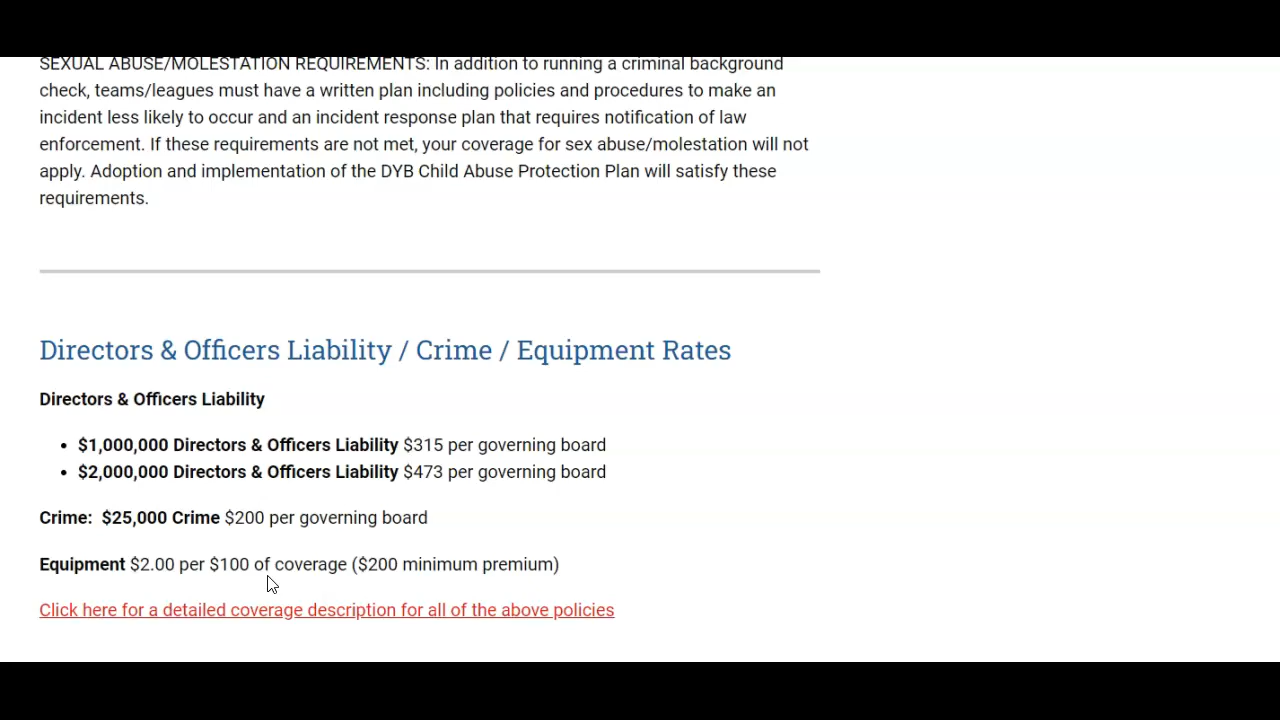 SEXUAL ABUSE/MOLESTATION REQUIREMENTS: In addition to running a criminal background
check, teams/leagues must have a written plan including policies and procedures to make an
incident less likely to occur and an incident response plan that requires notification of law
enforcement. If these requirements are not met, your coverage for sex abuse/molestation will not
apply. Adoption and implementation of the DYB Child Abuse Protection Plan will satisfy these
requirements.
Directors & Officers Liability / Crime / Equipment Rates
Directors & Officers Liability
• $1,000,000 Directors & Officers Liability $315 per governing board
• $2,000,000 Directors & Officers Liability $473 per governing board
Crime:  $25,000 Crime $200 per governing board
Equipment $2.00 per $100 of coverage ($200 minimum premium)
Click here for a detailed coverage description for all of the above policies